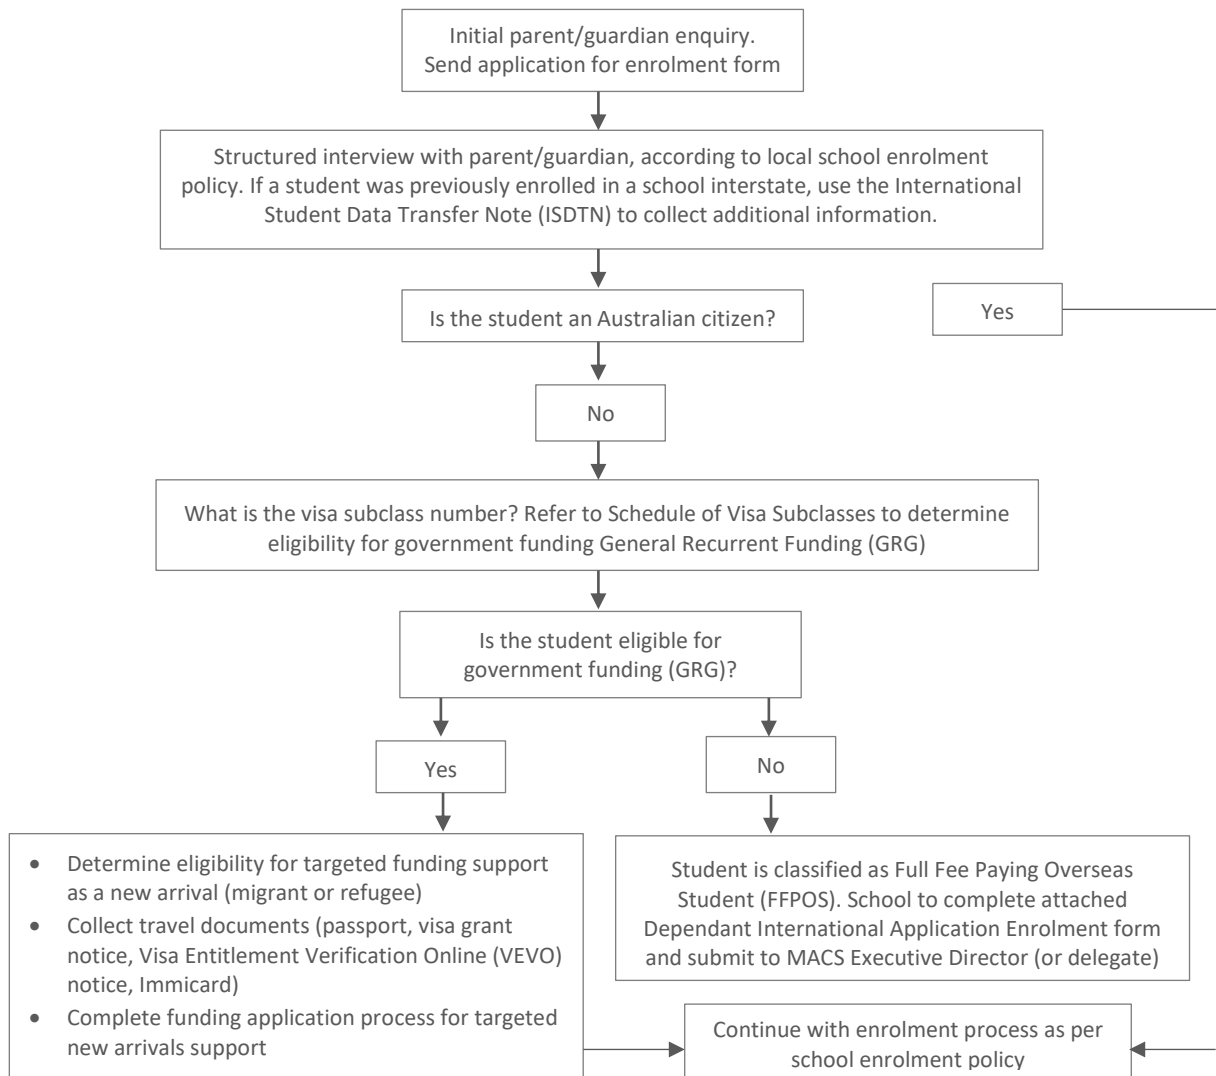 Initial parent/guardian enquiry.
Send application for enrolment form
Structured interview with parent/guardian, according to local school enrolment
policy. If a student was previously enrolled in a school interstate, use the International
Student Data Transfer Note (ISDTN) to collect additional information.
Is the student an Australian citizen?
Yes
No
What is the visa subclass number? Refer to Schedule of Visa Subclasses to determine
eligibility for government funding General Recurrent Funding (GRG)
Is the student eligible for
government funding (GRG)?
Yes
No
• Determine eligibility for targeted funding support
as a new arrival (migrant or refugee)
• Collect travel documents (passport, visa grant
notice, Visa Entitlement Verification Online (VEVO)
notice, Immicard)
• Complete funding application process for targeted
new arrivals support
Student is classified as Full Fee Paying Overseas
Student (FFPOS). School to complete attached
Dependant International Application Enrolment form
and submit to MACS Executive Director (or delegate)
Continue with enrolment process as per
school enrolment policy